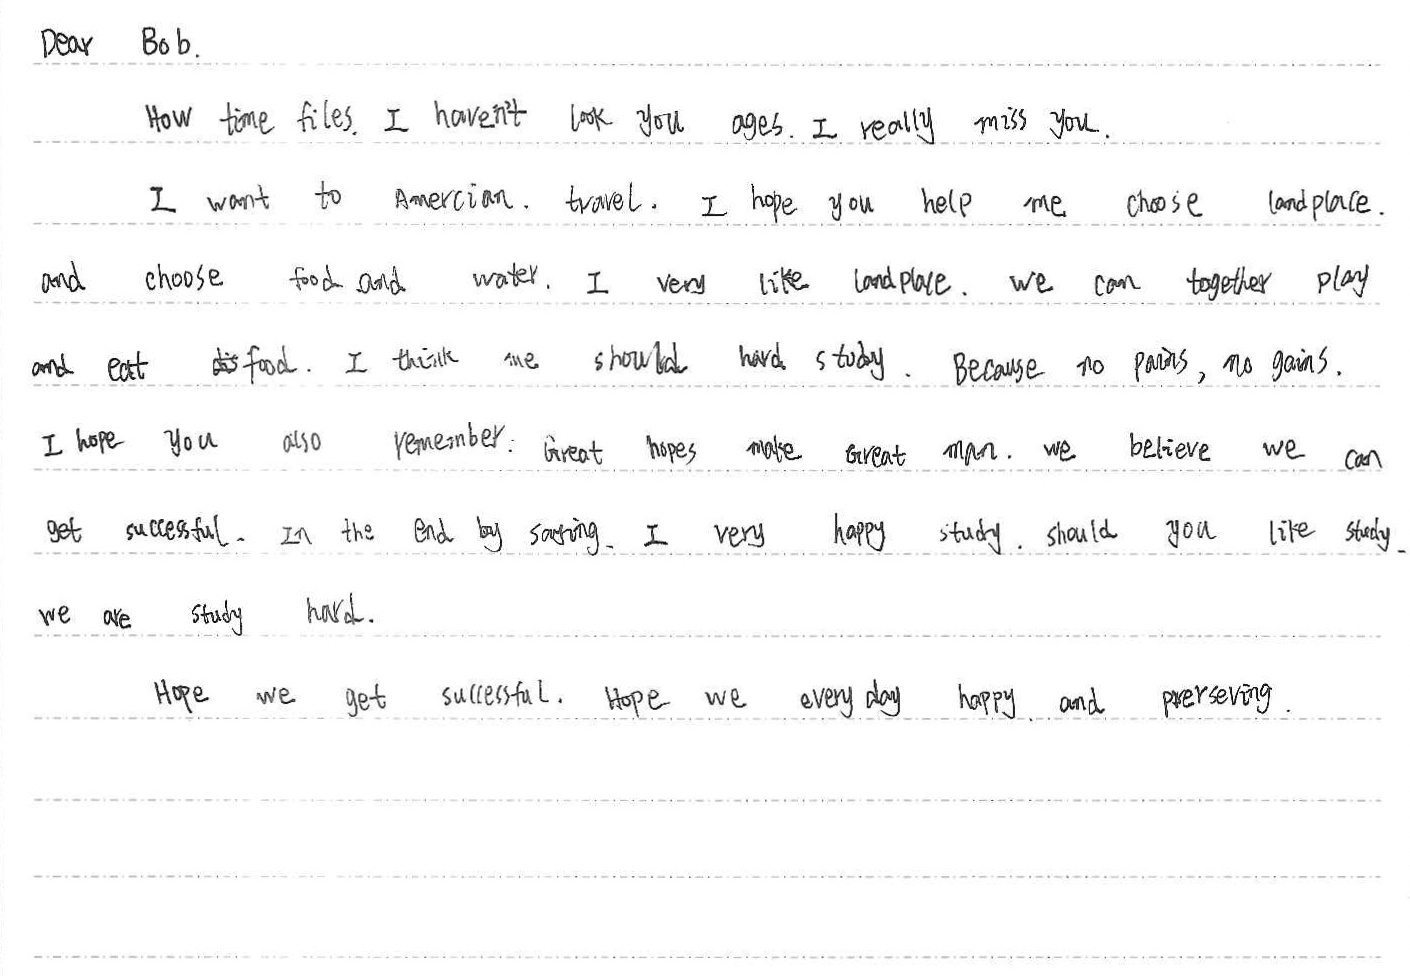 Dear Bob.
How time files. I haven't look you ages. I really miss you.
I want to Amercian. travel. I hope you help me choose landplace.
and choose food and water. I very like landplace. we can together play
and eat food. I think me should hard study. Because no pains, no gains.
I hope you also remember: Great hopes make Great man. we believe we can
get successful. In the end by saying. I very happy study. should you like study.
we are study hard.
Hope we get successful. Hope we every day happy and prerseving.